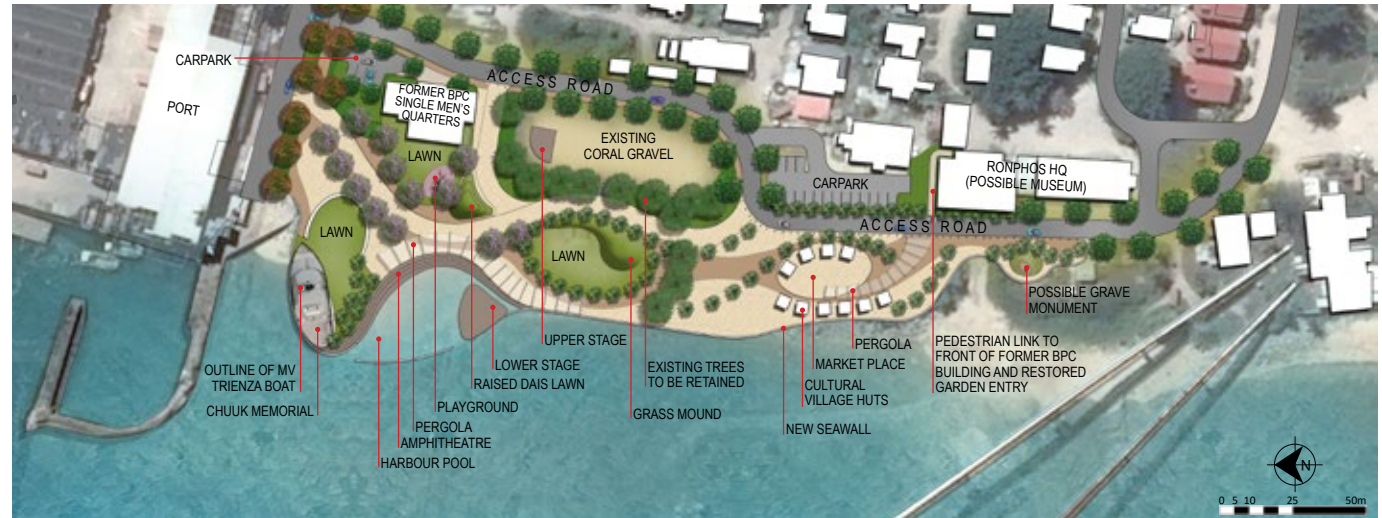 CARPARK
PORT
FORMER BPC
SINGLE MEN'S
QUARTERS
ACCESS ROAD
EXISTING
CORAL GRAVEL
LAWN
CARPARK
RONPHOS HQ
(POSSIBLE MUSEUM)
ACCESS ROAD
LAWN
LAWN
OUTLINE OF MV
TRIENZA BOAT
CHUUK MEMORIAL
HARBOUR POOL
AMPHITHEATRE
PERGOLA
PLAYGROUND
RAISED DAIS LAWN
LOWER STAGE
UPPER STAGE
GRASS MOUND
EXISTING TREES
TO BE RETAINED
NEW SEAWALL
CULTURAL
VILLAGE HUTS
MARKET PLACE
PERGOLA
PEDESTRIAN LINK TO
FRONT OF FORMER BPC
BUILDING AND RESTORED
GARDEN ENTRY
POSSIBLE GRAVE
MONUMENT
N
0 5 10 25 50m